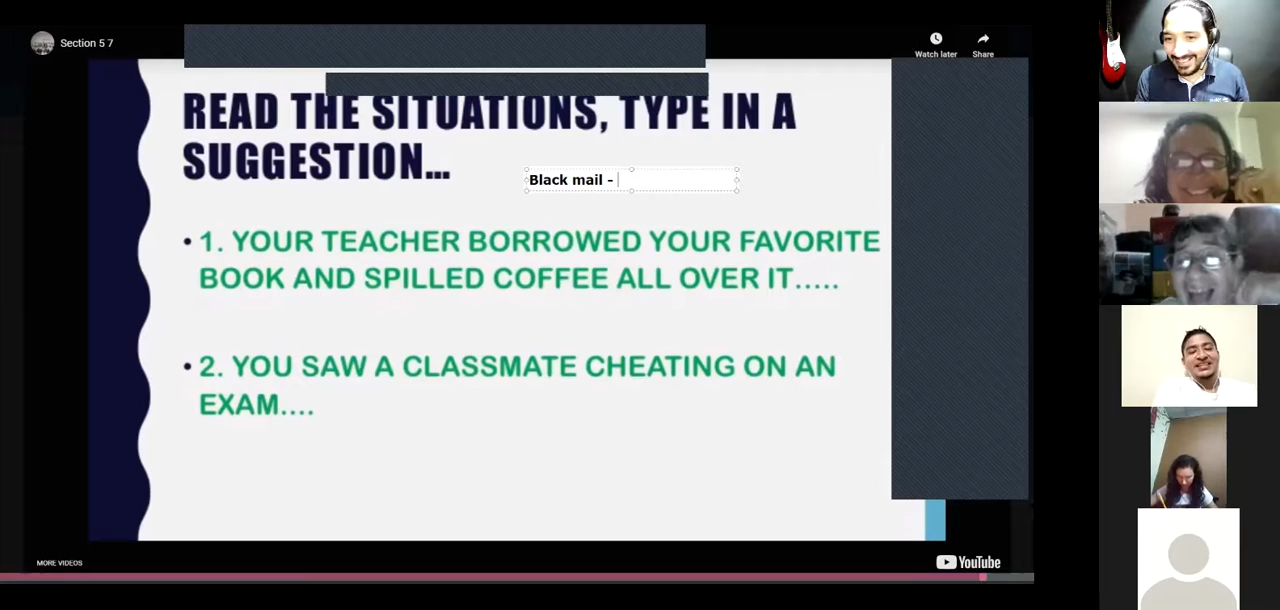 Section 5 7
Watch later
Share
READ THE SITUATIONS, TYPE IN A
SUGGESTION...
Black mail -
• 1. YOUR TEACHER BORROWED YOUR FAVORITE
BOOK AND SPILLED COFFEE ALL OVER IT.....
• 2. YOU SAW A CLASSMATE CHEATING ON AN
EXAM....
MORE VIDEOS
YouTube